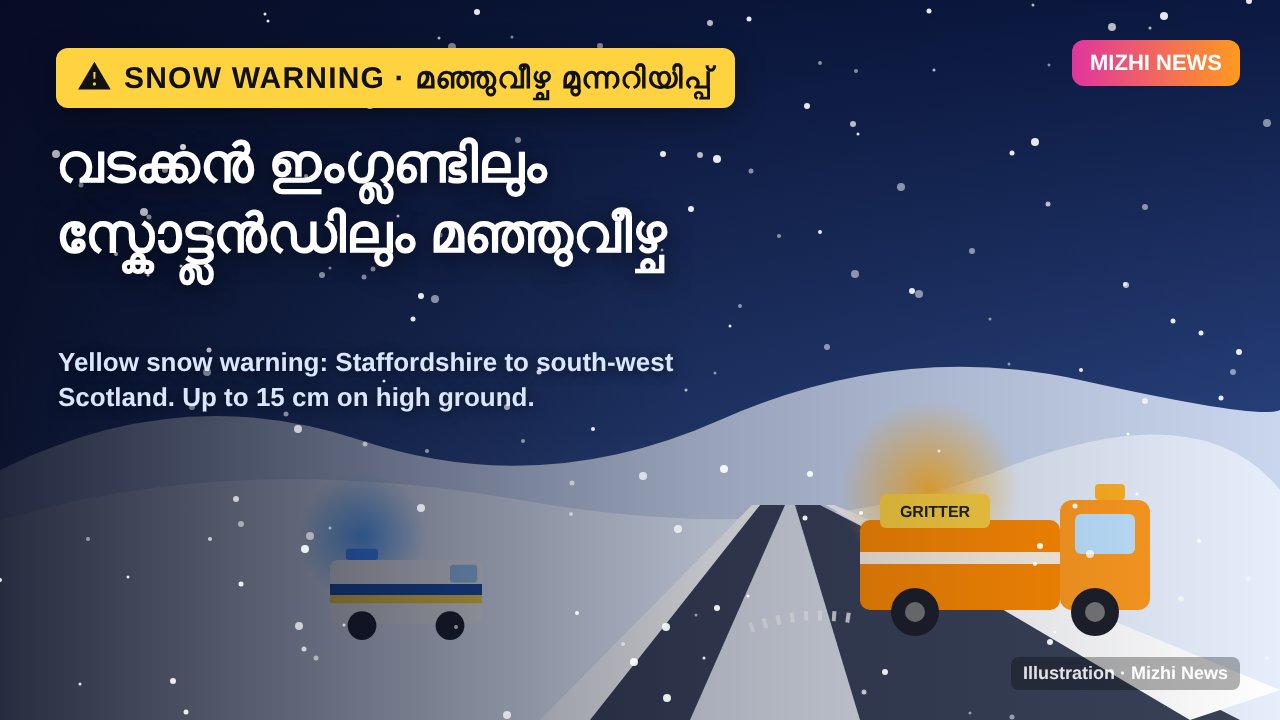 SNOW WARNING · മഞ്ഞുവീഴ്ച മുന്നറിയിപ്പ്
MIZHI NEWS
വടക്കൻ ഇംഗ്ലണ്ടിലും
സ്കോട്ട്ലൻഡിലും മഞ്ഞുവീഴ്ച
Yellow snow warning: Staffordshire to south-west
Scotland. Up to 15 cm on high ground.
GRITTER
Illustration · Mizhi News